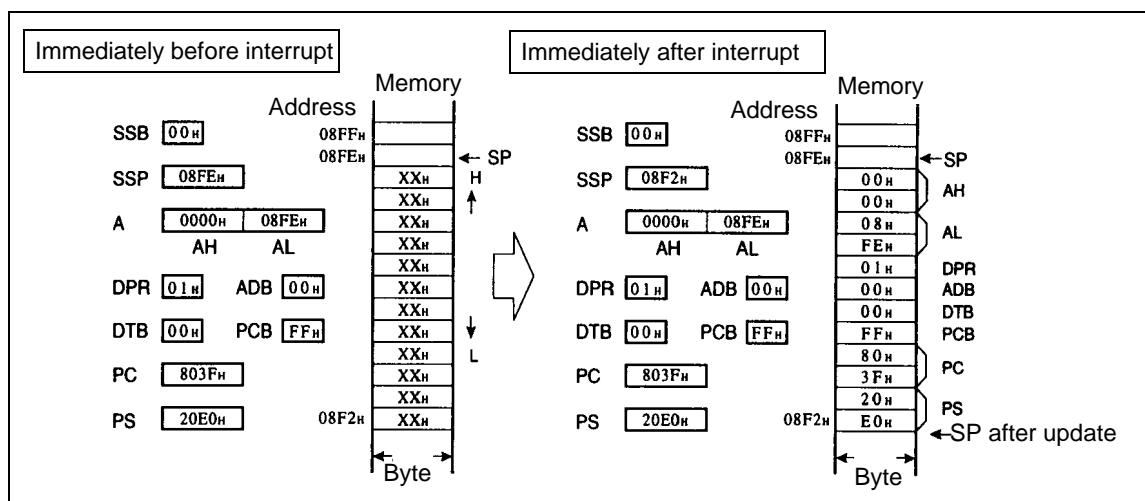 Immediately before interrupt
Memory
Address
SSB 00H 08FFH
08FEH SP
SSP 08FEH XXH H
XXH
A 0000H 08FEH XXH
AH AL XXH
XXH
DPR 01H ADB 00H XXH
XXH
DTB 00H PCB FFH XXH
XXH L
PC 803FH XXH
XXH
PS 20E0H 08F2H XXH
Byte
Immediately after interrupt
Memory
Address
SSB 00H 08FFH
08FEH SP
SSP 08F2H 00H AH
00H
A 0000H 08FEH 08H AL
AH AL FEH
01H DPR
DPR 01H ADB 00H 00H ADB
00H DTB
DTB 00H PCB FFH FFH PCB
80H PC
PC 803FH 3FH
20H PS
PS 20E0H 08F2H E0H
SP after update
Byte